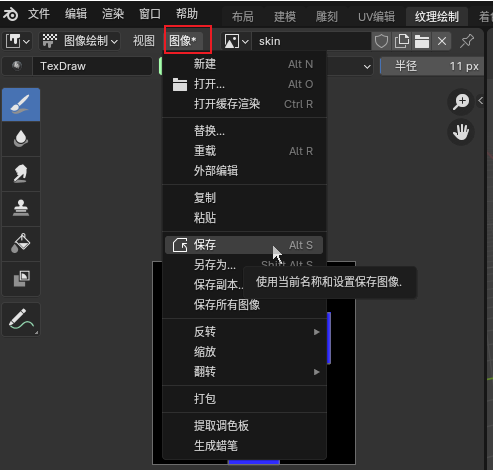 文件 编辑 渲染 窗口 帮助 布局 建模 雕刻 UV编辑 纹理绘制
图像绘制 视图 图像* skin
TexDraw 半径 11 px
新建 Alt N
打开... Alt O
打开缓存渲染 Ctrl R
替换...
重载 Alt R
外部编辑
复制
粘贴
保存 Alt S
另存为... Shift Alt S
保存副本...
使用当前名称和设置保存图像.
保存所有图像
反转
缩放
翻转
打包
提取调色板
生成蜡笔